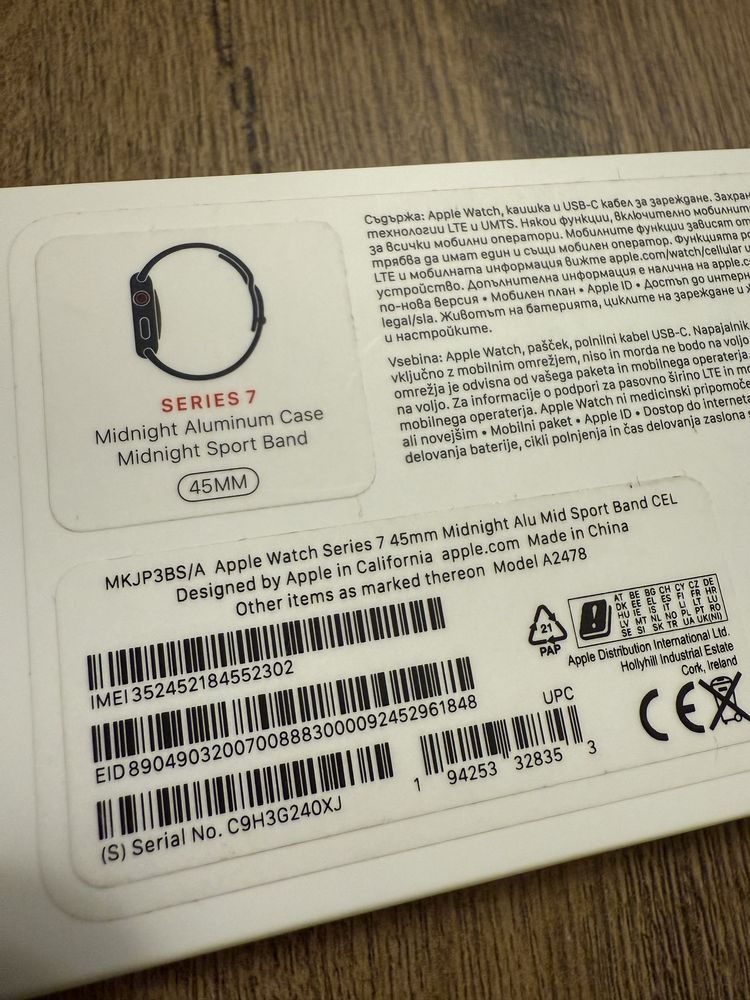 SERIES 7
Midnight Aluminum Case
Midnight Sport Band
45MM
Съдържа: Apple Watch, каишка и USB-C кабел за зареждане. Захран
технологии LTE и UMTS. Някои функции, включително мобилните
за всички мобилни оператори. Мобилните функции зависят от
трябва да имат един и същи мобилен оператор. Функцията ро
LTE и мобилната информация вижте apple.com/watch/cellular и
устройство. Допълнителна информация е налична на apple.c
по-нова версия • Мобилен план • Apple ID • Достъп до интерн
legal/sla. Животът на батерията, циклите на зареждане и
и настройките.
Vsebina: Apple Watch, pašček, polnilni kabel USB-C. Napajalnik
vključno z mobilnim omrežjem, niso in morda ne bodo na voljo
omrežja je odvisna od vašega paketa in mobilnega operaterja.
na voljo. Za informacije o podpori za pasovno širino LTE in mo
mobilnega operaterja. Apple Watch ni medicinski pripomoče
ali novejšim • Mobilni paket • Apple ID • Dostop do interneta
delovanja baterije, cikli polnjenja in čas delovanja zaslona s
MKJP3BS/A Apple Watch Series 7 45mm Midnight Alu Mid Sport Band CEL
Designed by Apple in California apple.com Made in China
Other items as marked thereon Model A2478
IMEI 352452184552302
EID 89049032007008883000092452961848
(S) Serial No. C9H3G240XJ
UPC
1 94253 32835 3
21
PAP
AT BE BG CH CY CZ DE
DK EE EL ES FI FR HR
HU IE IS IT LI LT LU
LV MT NL NO PL PT RO
SE SI SK TR UA UK(NI)
Apple Distribution International Ltd.
Hollyhill Industrial Estate
Cork, Ireland
CE